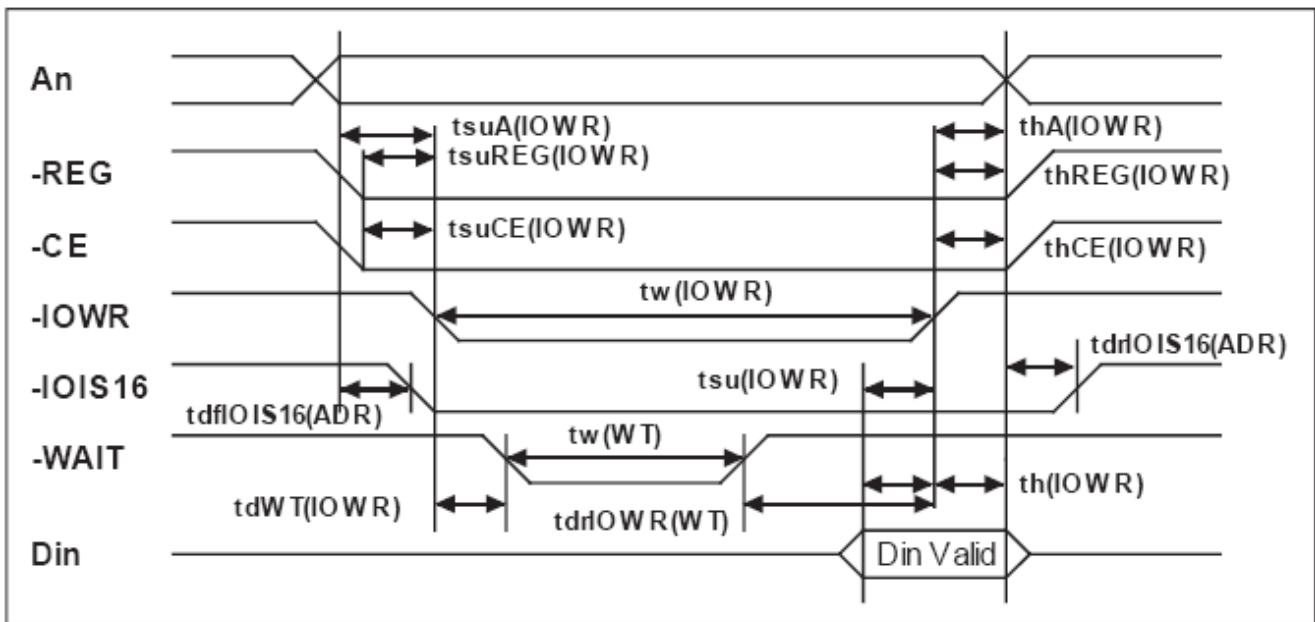 An
tsuA(IOWR)
thA(IOWR)
tsuREG(IOWR)
-REG
thREG(IOWR)
tsuCE(IOWR)
-CE
thCE(IOWR)
tw(IOWR)
-IOWR
tdrIOIS16(ADR)
tsu(IOWR)
-IOIS16
tdfIOIS16(ADR)
tw(WT)
-WAIT
th(IOWR)
tdWT(IOWR)
tdrIOWR(WT)
Din
Din Valid